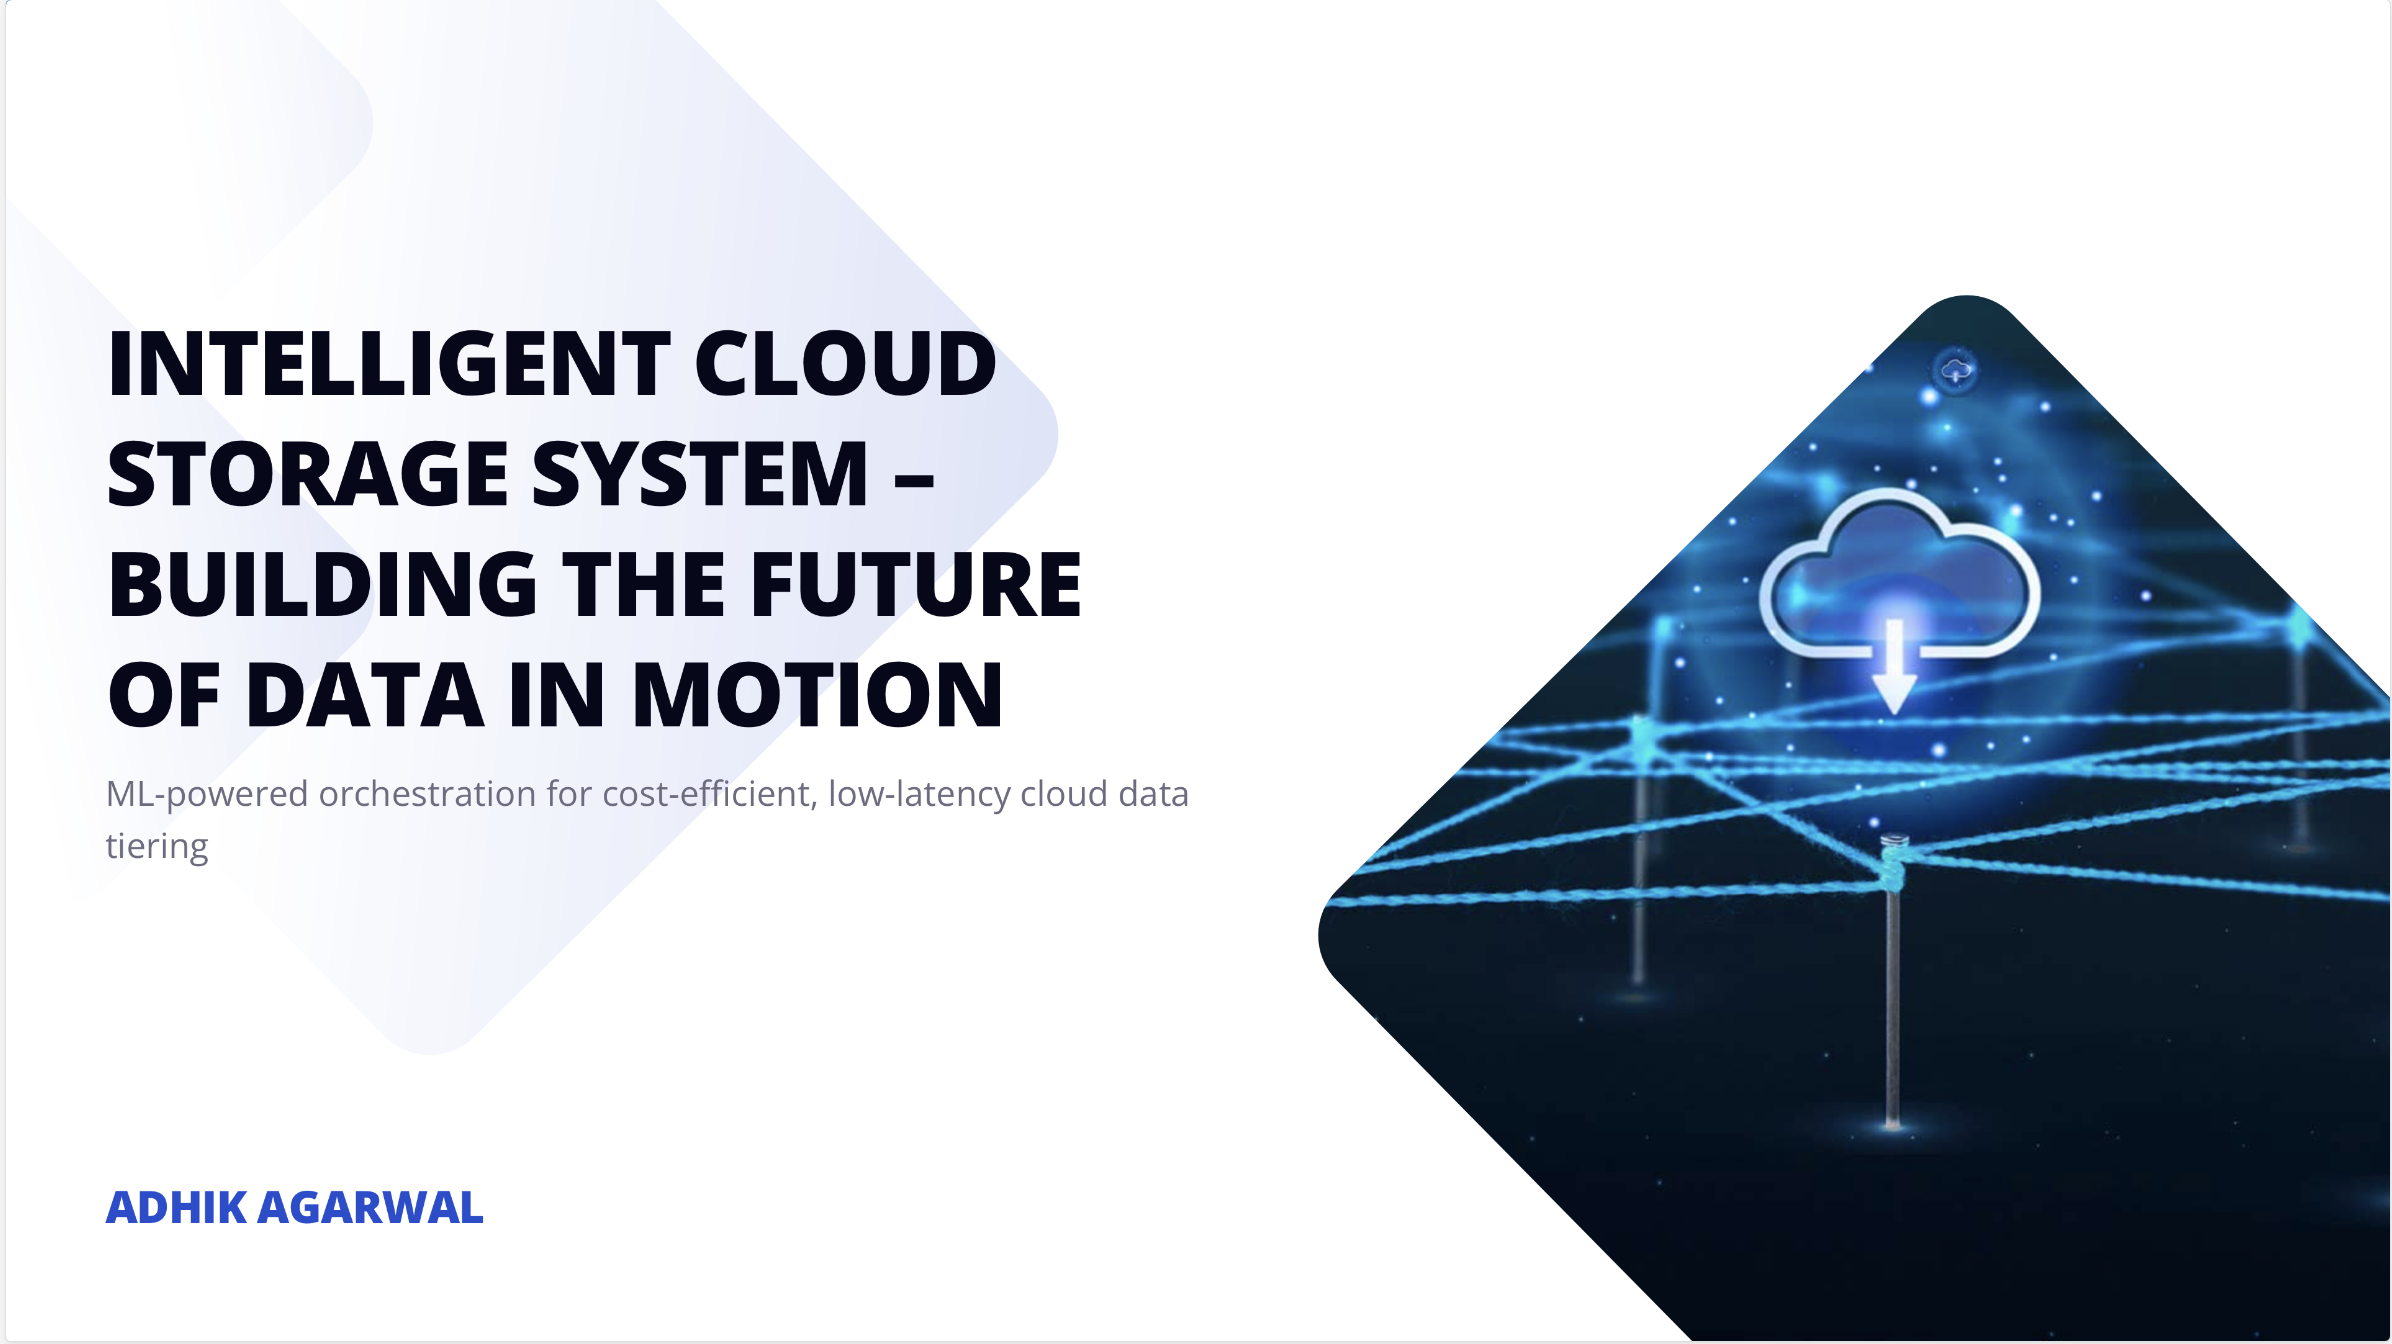 INTELLIGENT CLOUD
STORAGE SYSTEM –
BUILDING THE FUTURE
OF DATA IN MOTION
ML-powered orchestration for cost-efficient, low-latency cloud data
tiering
ADHIK AGARWAL